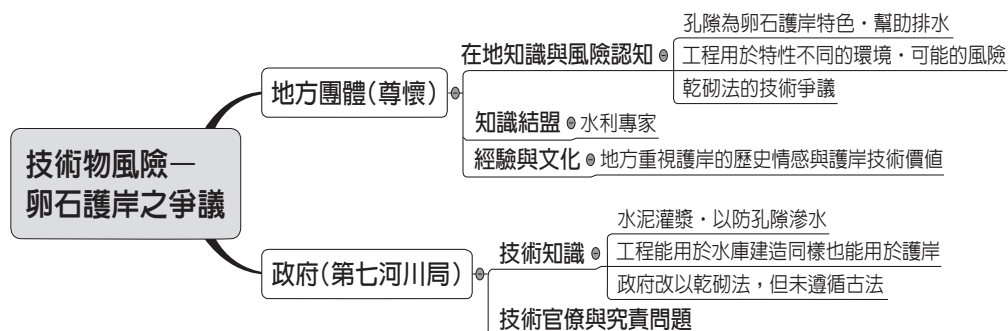 技術物風險—
卵石護岸之爭議
地方團體(尊懷)
在地知識與風險認知
孔隙為卵石護岸特色，幫助排水
工程用於特性不同的環境，可能的風險
乾砌法的技術爭議
知識結盟
水利專家
經驗與文化
地方重視護岸的歷史情感與護岸技術價值
政府(第七河川局)
技術知識
水泥灌漿，以防孔隙滲水
工程能用於水庫建造同樣也能用於護岸
政府改以乾砌法，但未遵循古法
技術官僚與究責問題